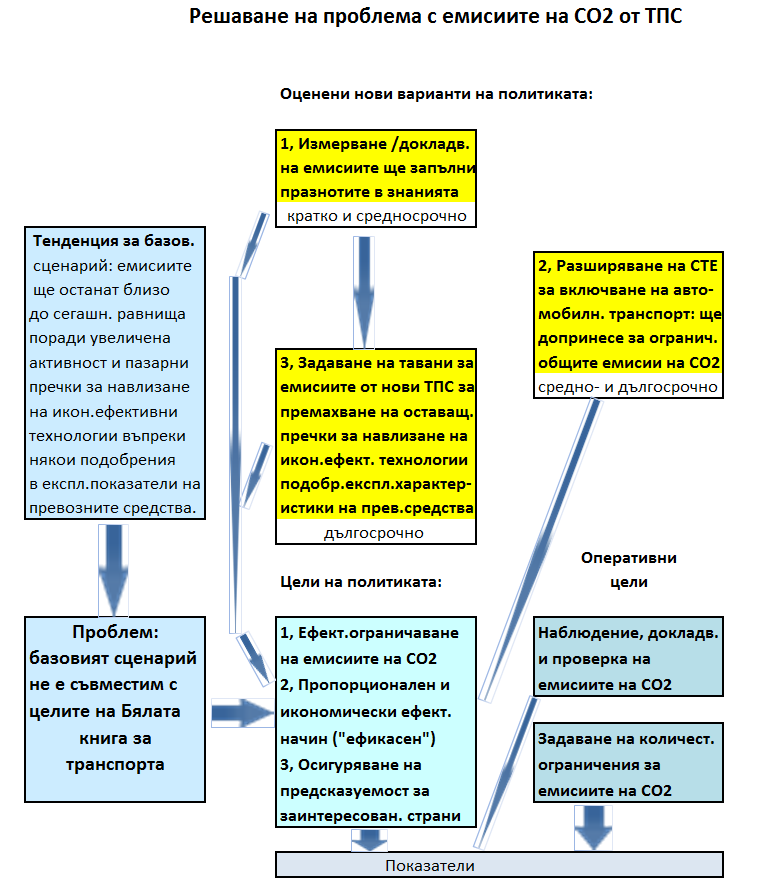 Решаване на проблема с емисиите на CO2 от ТПС
Оценени нови варианти на политиката:
1, Измерване /докладв.
на емисиите ще запълни
празнотите в знанията
кратко и средносрочно
Тенденция за базов.
сценарий: емисиите
ще останат близо
до сегашн. равнища
поради увеличена
активност и пазарни
пречки за навлизане
на икон.ефективни
технологии въпреки
някои подобрения
в експл.показатели на
превозните средства.
2, Разширяване на СТЕ
за включване на авто-
мобилн. транспорт: ще
допринесе за огранич.
общите емисии на CO2
средно- и дългосрочно
3, Задаване на тавани за
емисиите от нови ТПС за
премахване на оставащ.
пречки за навлизане на
икон.ефект. технологии
подобр.експл.характер-
истики на прев.средства
дългосрочно
Цели на политиката:
Оперативни
цели
Проблем:
базовият сценарий
не е съвместим с
целите на Бялата
книга за
транспорта
1, Ефект.ограничаване
на емисиите на CO2
2, Пропорционален и
икономически ефект.
начин ("ефикасен")
3, Осигуряване на
предсказуемост за
заинтересован. страни
Наблюдение, докладв.
и проверка на
емисиите на CO2
Задаване на количест.
ограничения за
емисиите на CO2
Показатели